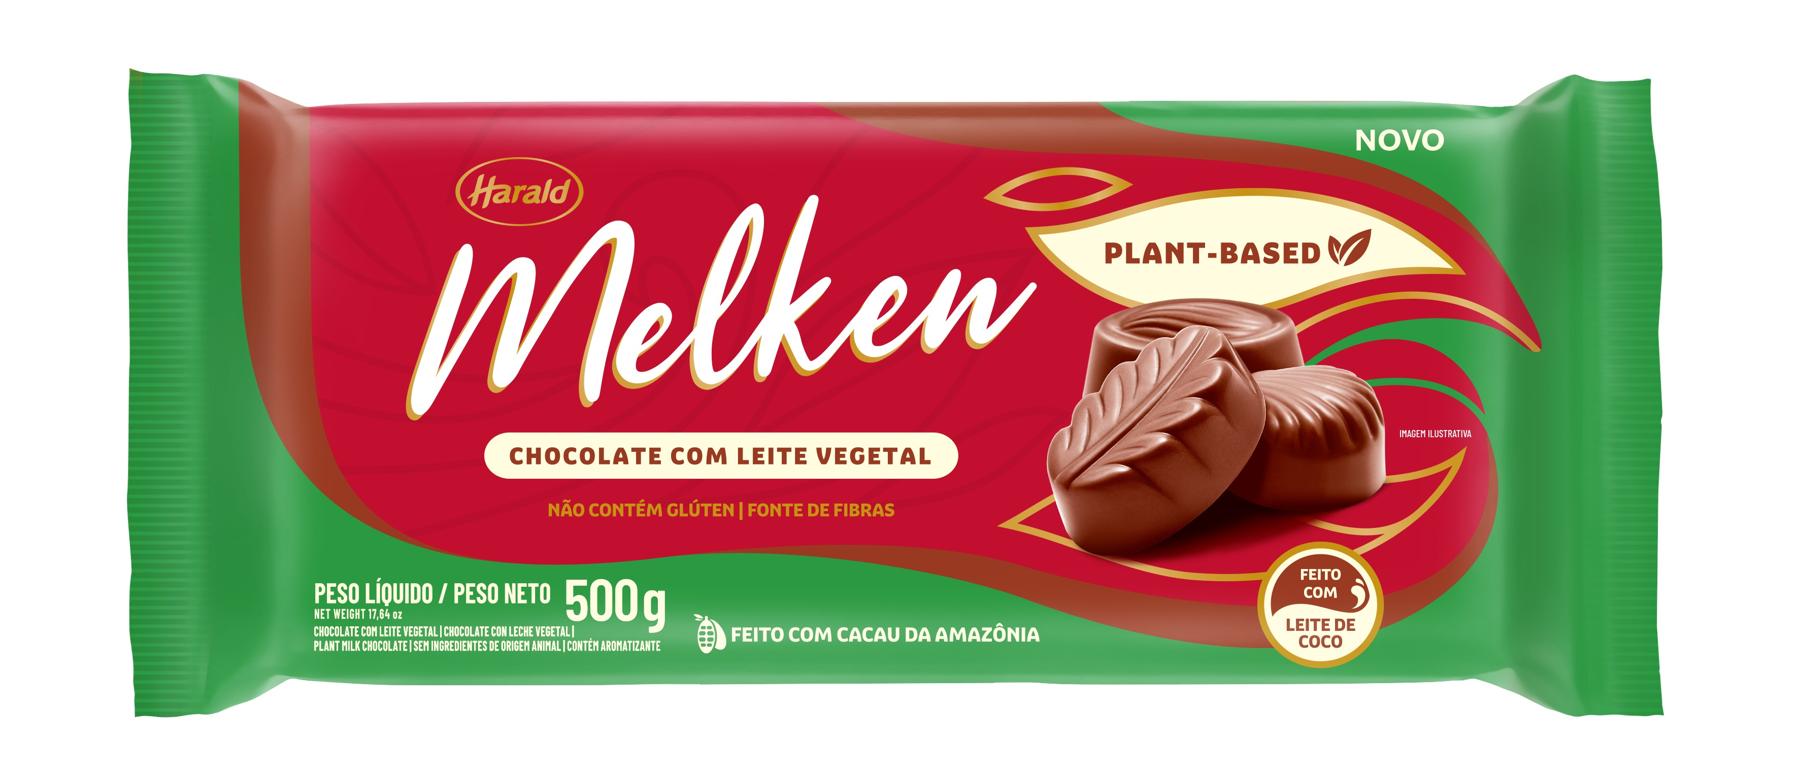 NOVO
Harald
Melken
PLANT-BASED
CHOCOLATE COM LEITE VEGETAL
NÃO CONTÉM GLÚTEN | FONTE DE FIBRAS
IMAGEM ILUSTRATIVA
PESO LÍQUIDO / PESO NETO 500g
NET WEIGHT 17,64 oz
CHOCOLATE COM LEITE VEGETAL | CHOCOLATE CON LECHE VEGETAL |
PLANT MILK CHOCOLATE | SEM INGREDIENTES DE ORIGEM ANIMAL | CONTÉM AROMATIZANTE
FEITO COM CACAU DA AMAZÔNIA
FEITO
COM
LEITE DE
COCO